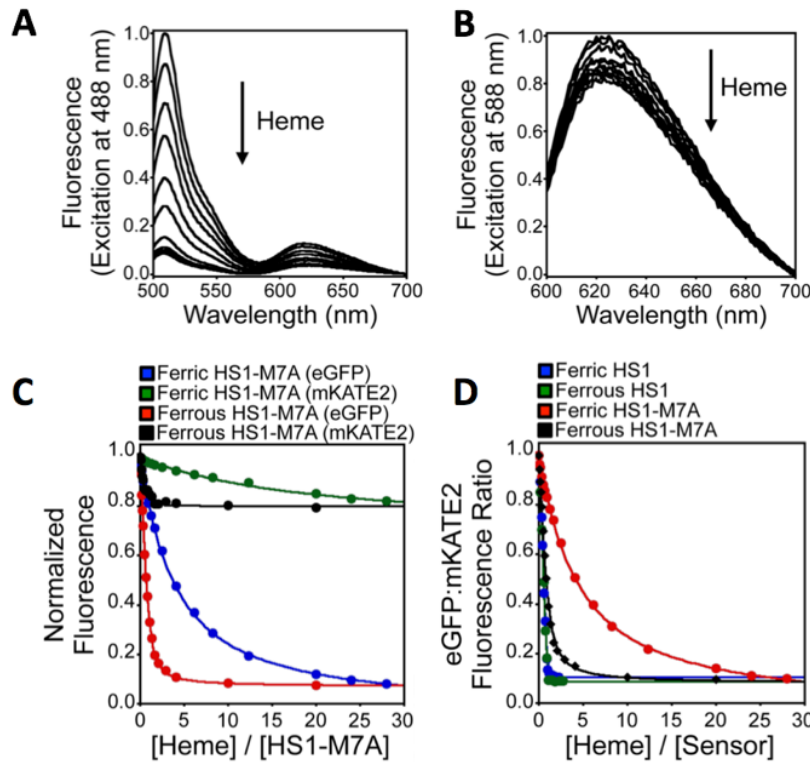 A
Fluorescence
(Excitation at 488 nm)
1.0
0.8
0.6
0.4
0.2
0.0
Heme
500
550
600
650
700
Wavelength (nm)
B
Fluorescence
(Excitation at 588 nm)
1.0
0.8
0.6
0.4
0.2
0.0
Heme
600
620
640
660
680
700
Wavelength (nm)
C
Ferric HS1-M7A (eGFP)
Ferric HS1-M7A (mKATE2)
Ferrous HS1-M7A (eGFP)
Ferrous HS1-M7A (mKATE2)
Normalized
Fluorescence
1.0
0.8
0.6
0.4
0.2
0.0
0
5
10
15
20
25
30
[Heme] / [HS1-M7A]
D
Ferric HS1
Ferrous HS1
Ferric HS1-M7A
Ferrous HS1-M7A
eGFP:mKATE2
Fluorescence Ratio
1.0
0.8
0.6
0.4
0.2
0.0
0
5
10
15
20
25
30
[Heme] / [Sensor]